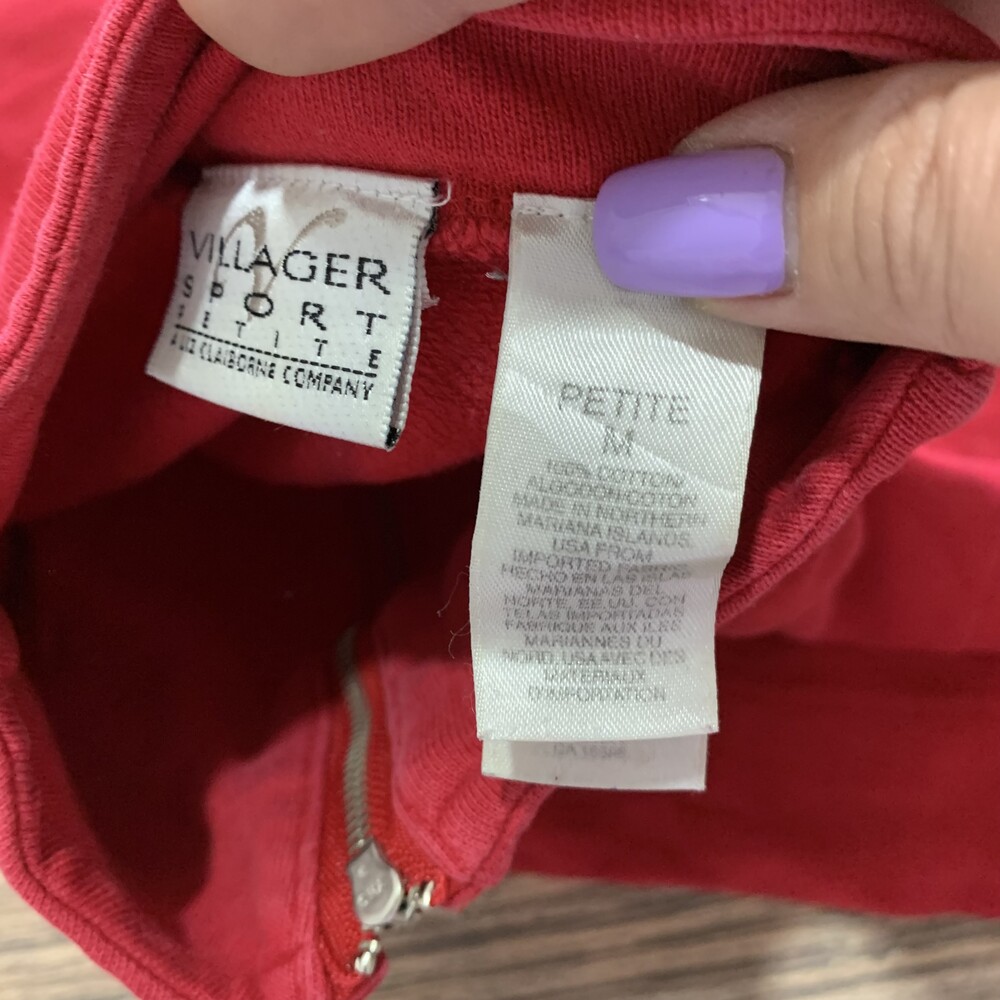 VILLAGER
SPORT
PETITE
A LIZ CLAIBORNE COMPANY
PETITE
M
100% COTTON/
ALGODON/COTON
MADE IN NORTHERN
MARIANA ISLANDS,
USA FROM
IMPORTED FABRIC
HECHO EN LAS ISLAS
MARIANAS DEL
NORTE, EE.UU. CON
TELAS IMPORTADAS
FABRIQUE AUX ILES
MARIANNES DU
NORD, USA AVEC DES
MATERIAUX
D'IMPORTATION